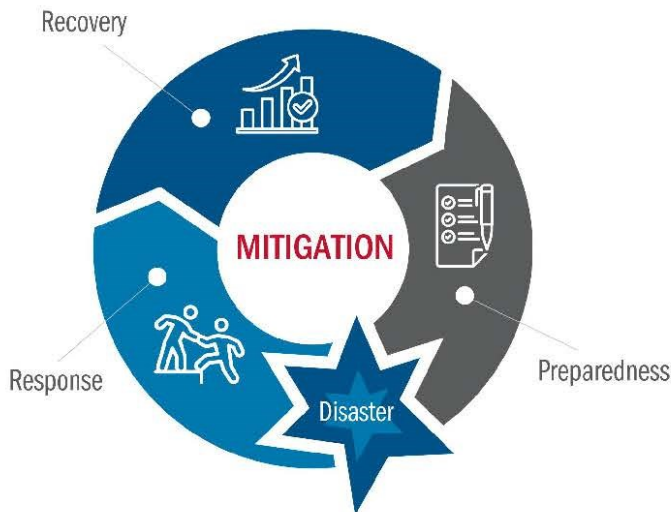 Recovery
MITIGATION
Response
Disaster
Preparedness